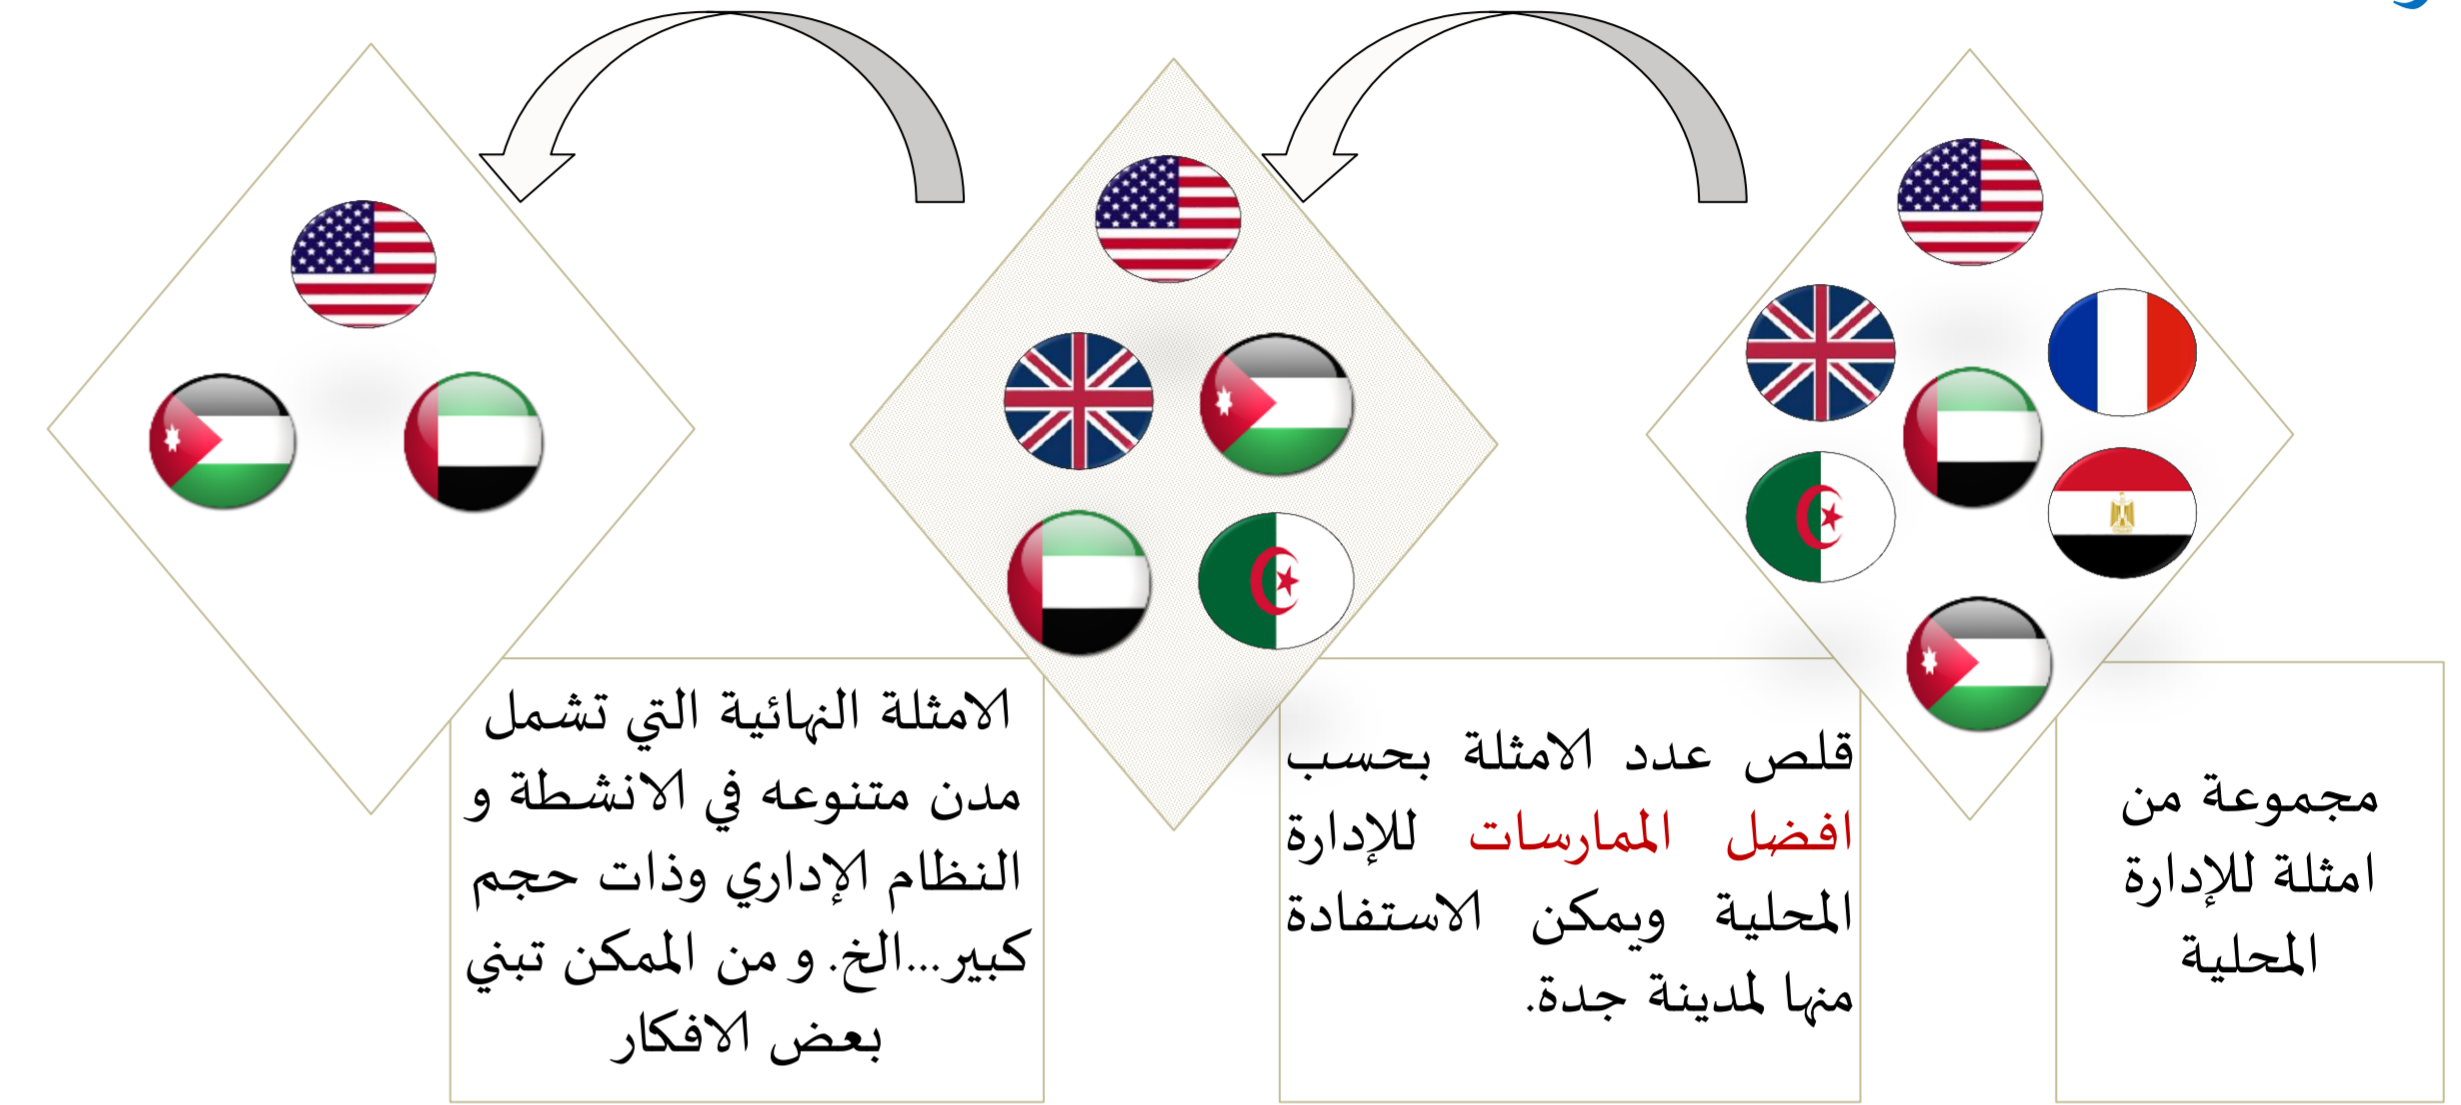 مجموعة من
امثلة للإدارة
المحلية
قلص عدد الامثلة بحسب
افضل الممارسات للإدارة
المحلية ويمكن الاستفادة
منها لمدينة جدة.
الامثلة النهائية التي تشمل
مدن متنوعه في الانشطة و
النظام الإداري وذات حجم
كبير...الخ. و من الممكن تبني
بعض الافكار